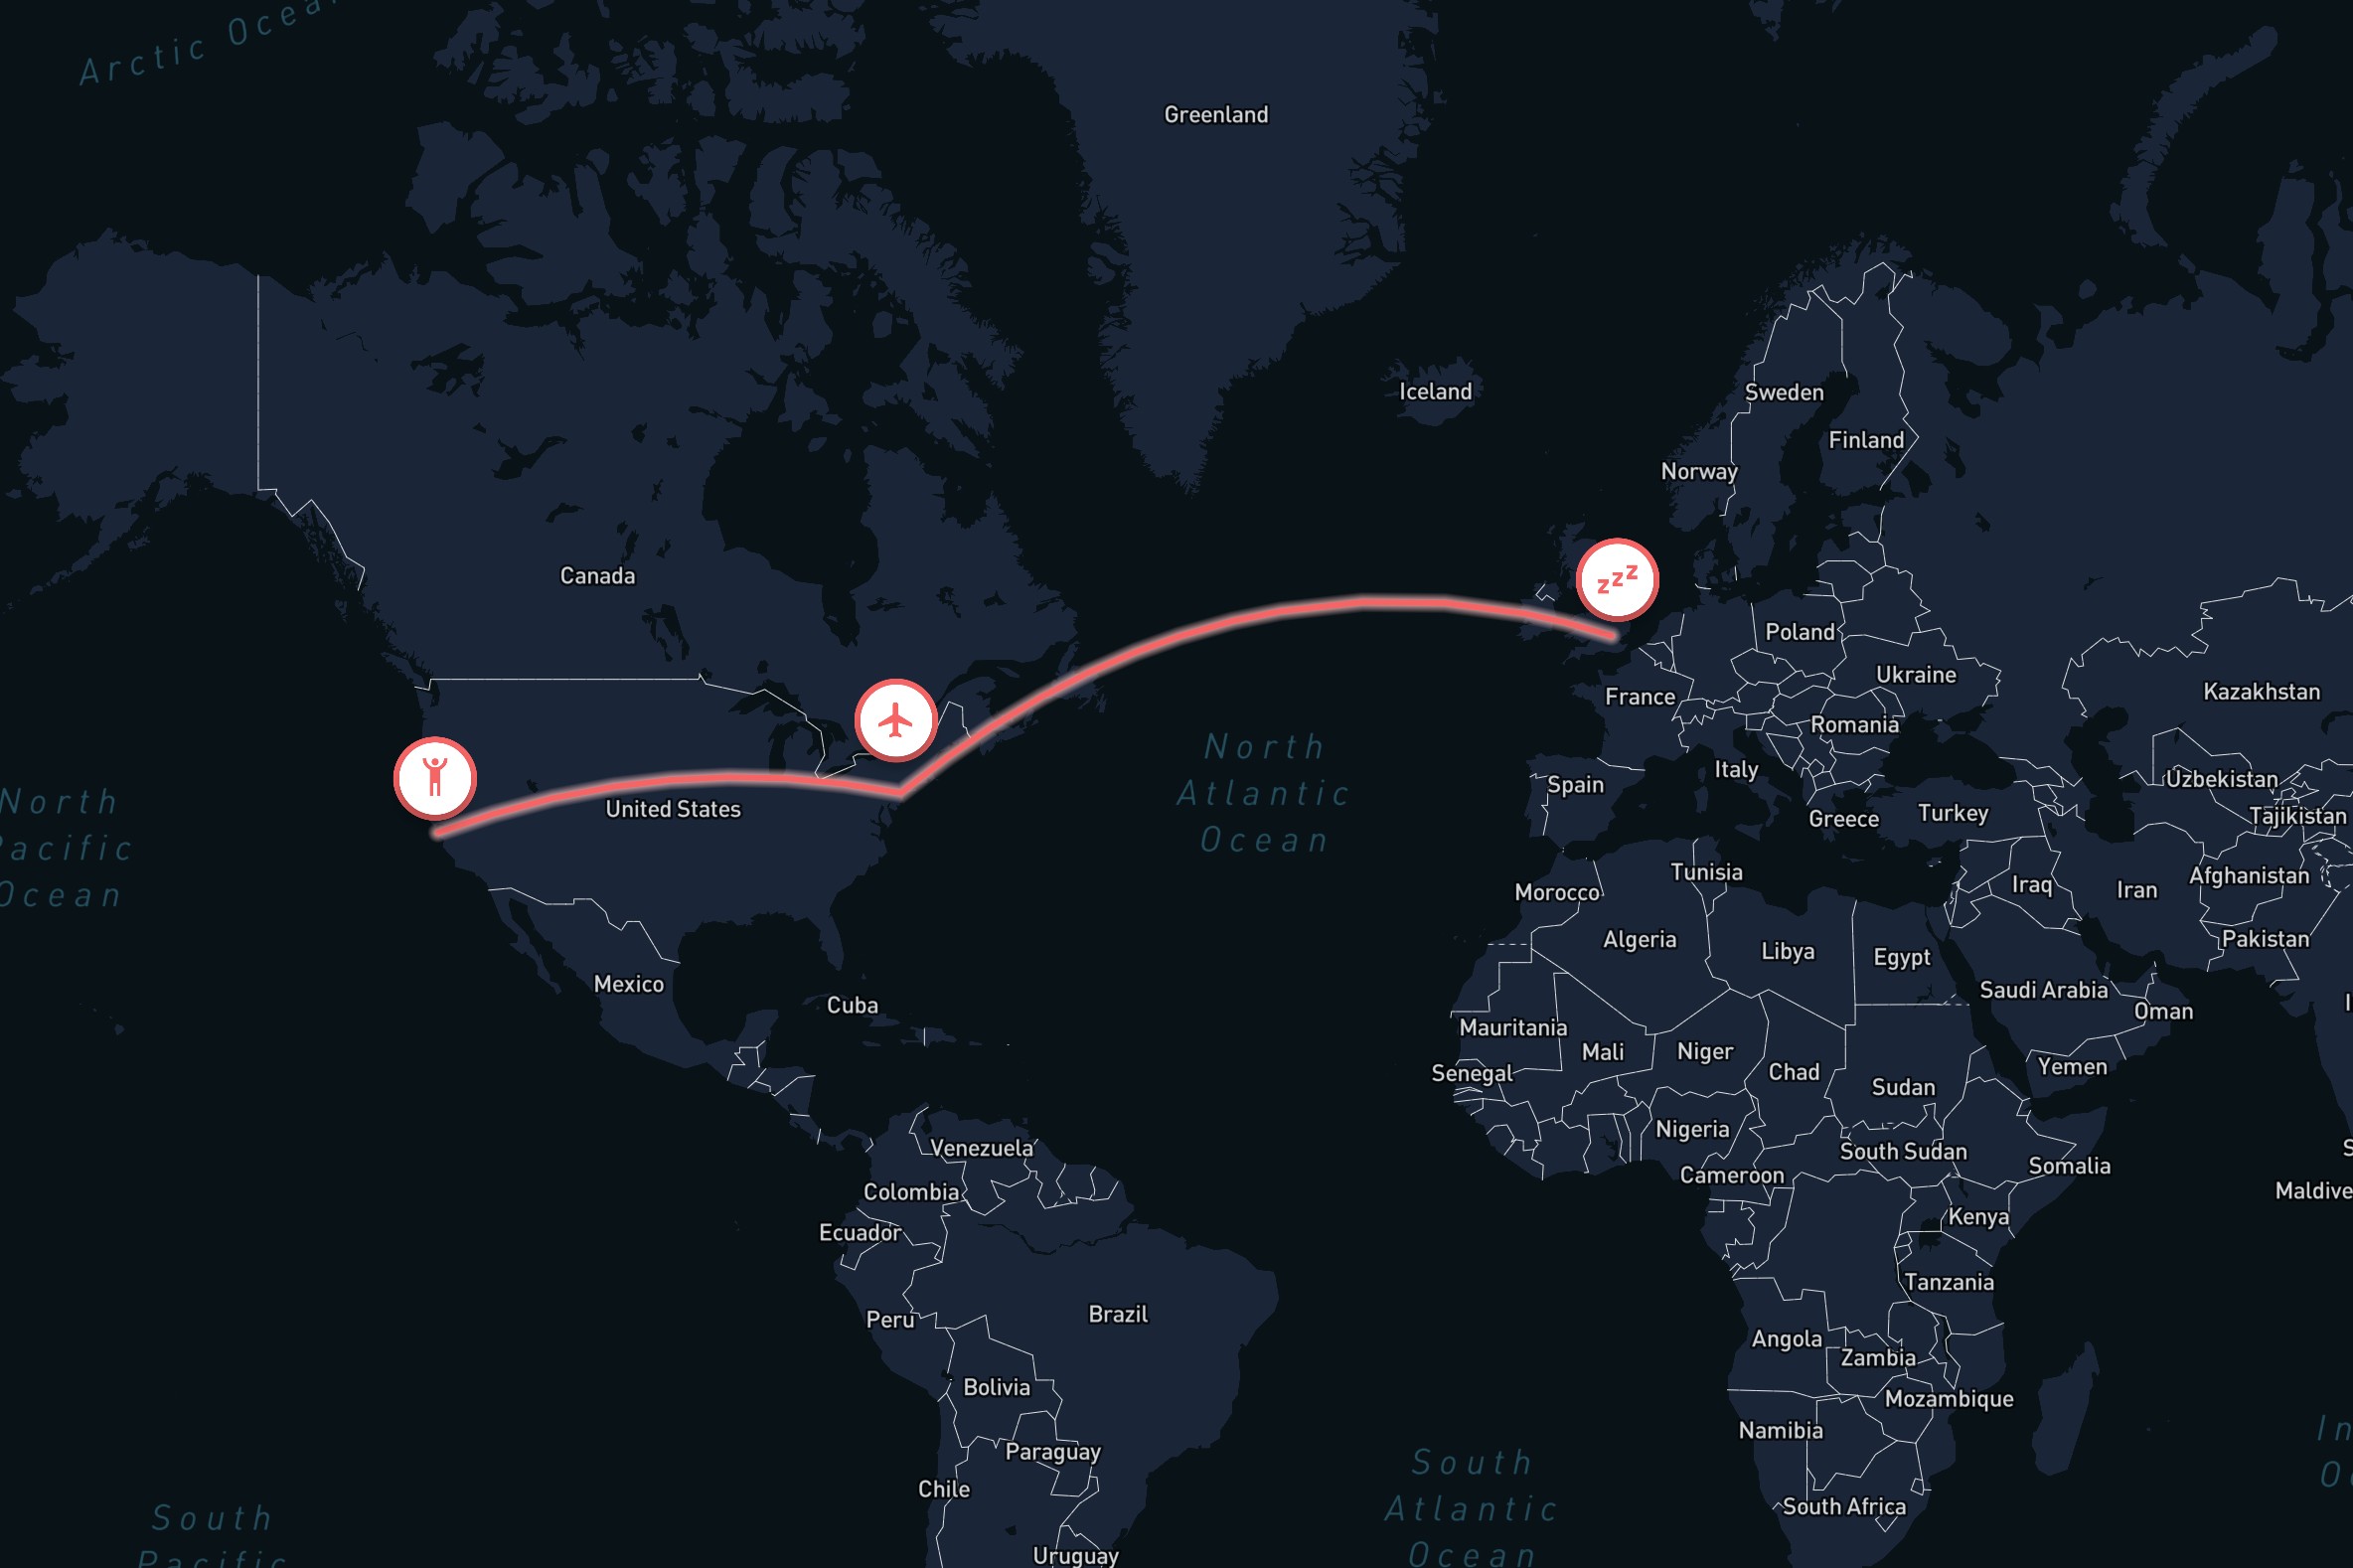 Arctic Ocea
Greenland
Iceland
Sweden
Finland
Norway
Canada
zzz
Poland
Ukraine
France
Kazakhstan
Romania
North
Atlantic
Ocean
Italy
Spain
Uzbekistan
North
Pacific
Ocean
United States
Greece
Turkey
Tajikistan
Tunisia
Morocco
Iraq
Iran
Afghanistan
Algeria
Libya
Egypt
Pakistan
Mexico
Cuba
Saudi Arabia
Oman
I
Mauritania
Mali
Niger
Chad
Senegal
Yemen
Sudan
Nigeria
Venezuela
South Sudan
S
Somalia
Cameroon
Colombia
Maldive
Ecuador
Kenya
Tanzania
Peru
Brazil
Angola
Zambia
Bolivia
Mozambique
Namibia
In
Oc
Paraguay
South
Atlantic
Ocean
Chile
South Africa
South
Pacific
Uruguay